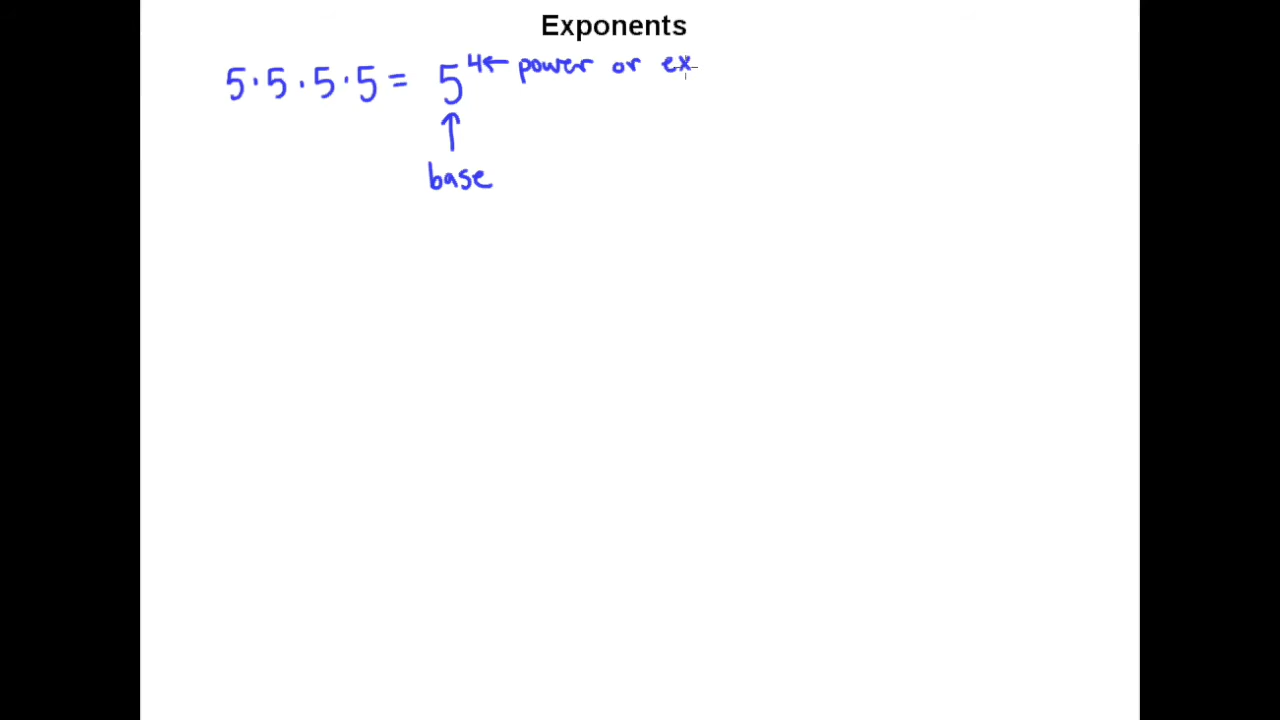 Exponents
5·5·5·5 = 5⁴ ← power or ex
↑
base